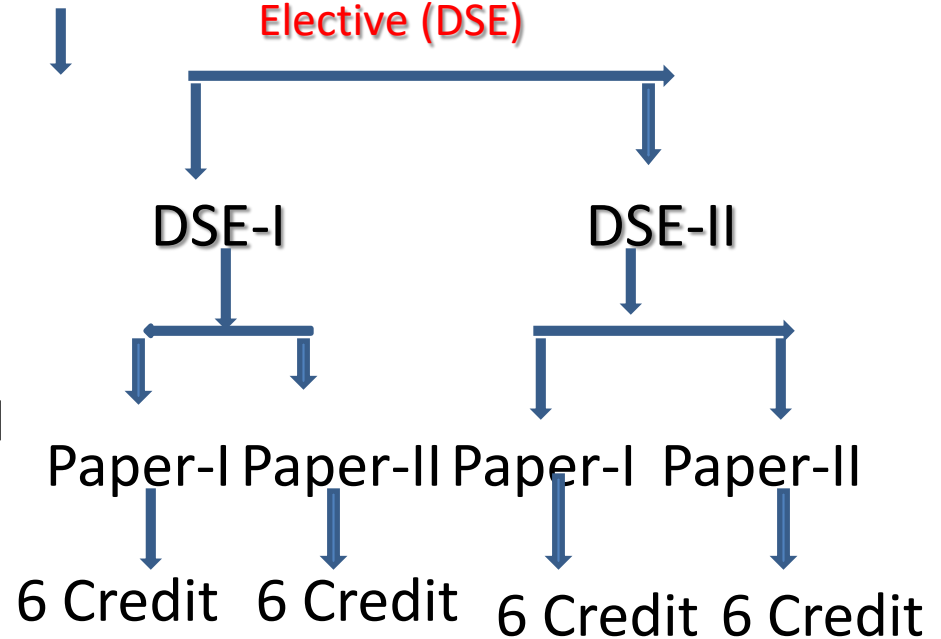 Elective (DSE)
DSE-I DSE-II
Paper-I Paper-II Paper-I Paper-II
6 Credit 6 Credit 6 Credit 6 Credit